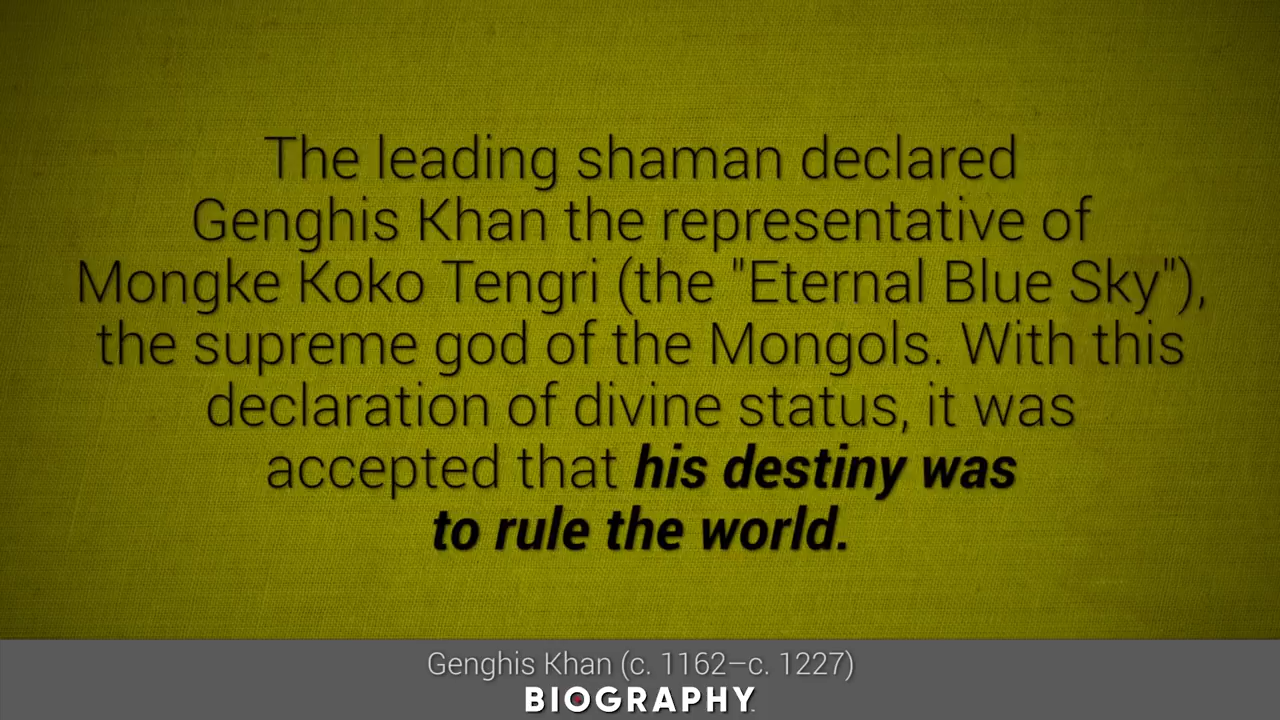 The leading shaman declared
Genghis Khan the representative of
Mongke Koko Tengri (the "Eternal Blue Sky"),
the supreme god of the Mongols. With this
declaration of divine status, it was
accepted that his destiny was
to rule the world.
Genghis Khan (c. 1162–c. 1227)
BIOGRAPHY.